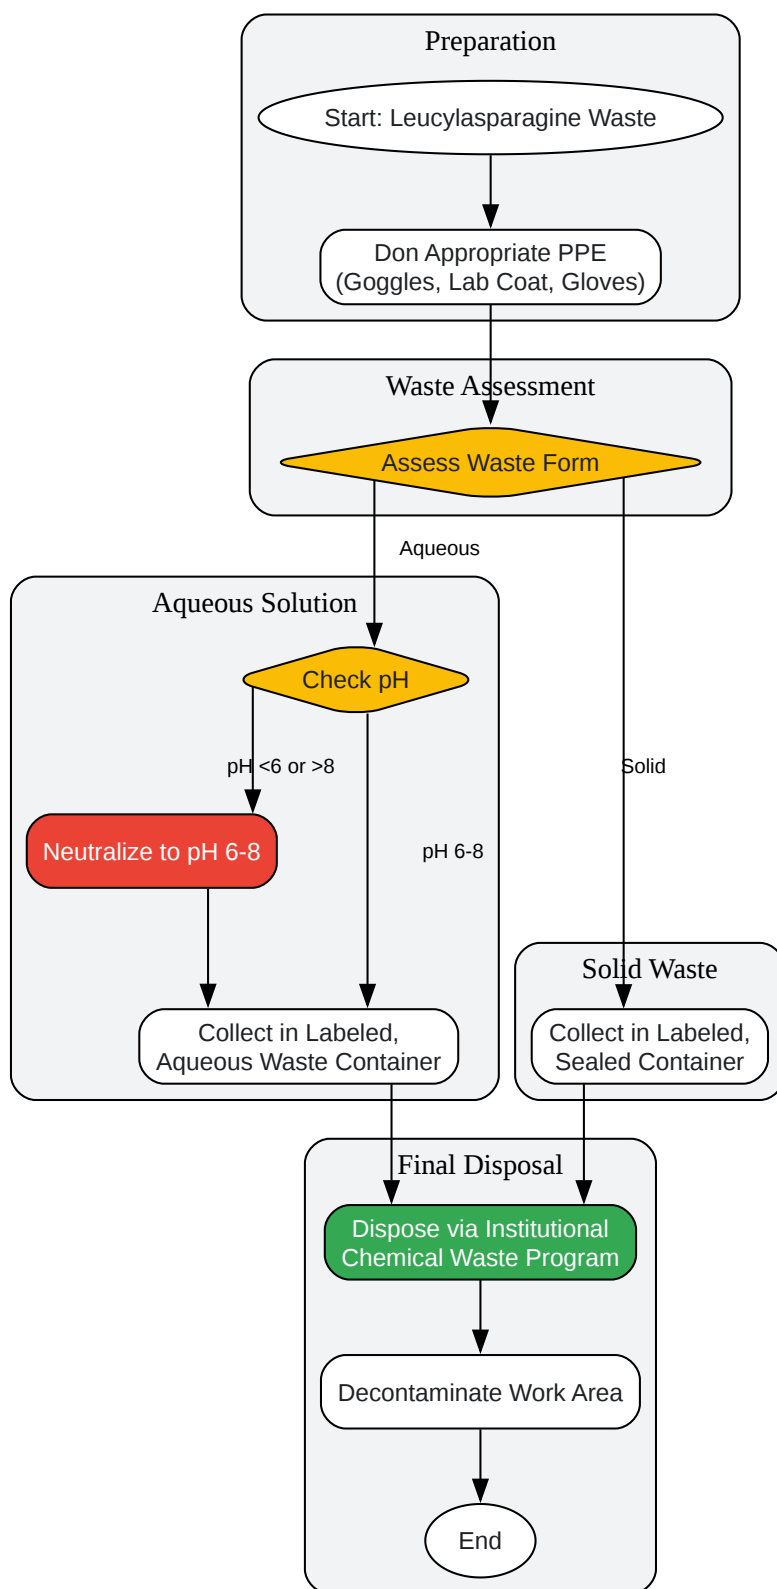 Preparation
Start: Leucylasparagine Waste
Don Appropriate PPE
(Goggles, Lab Coat, Gloves)
Waste Assessment
Assess Waste Form
Aqueous
Aqueous Solution
Check pH
pH <6 or >8
Solid
Neutralize to pH 6-8
pH 6-8
Solid Waste
Collect in Labeled,
Aqueous Waste Container
Collect in Labeled,
Sealed Container
Final Disposal
Dispose via Institutional
Chemical Waste Program
Decontaminate Work Area
End